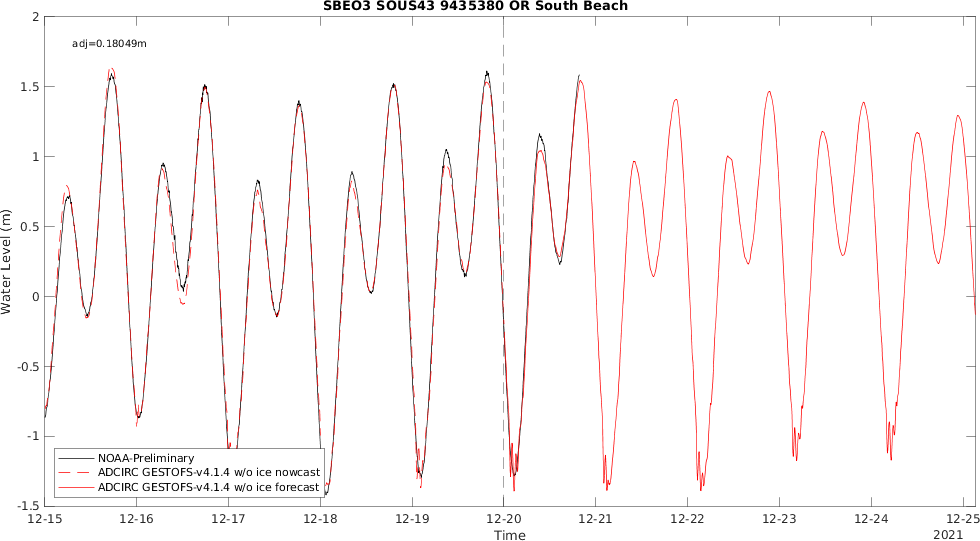 SBEO3 SOUS43 9435380 OR South Beach
adj=0.18049m
2
1.5
1
0.5
0
-0.5
-1
-1.5
Water Level (m)
NOAA-Preliminary
ADCIRC GESTOFS-v4.1.4 w/o ice nowcast
ADCIRC GESTOFS-v4.1.4 w/o ice forecast
12-15 12-16 12-17 12-18 12-19 12-20 12-21 12-22 12-23 12-24 12-25
Time
2021